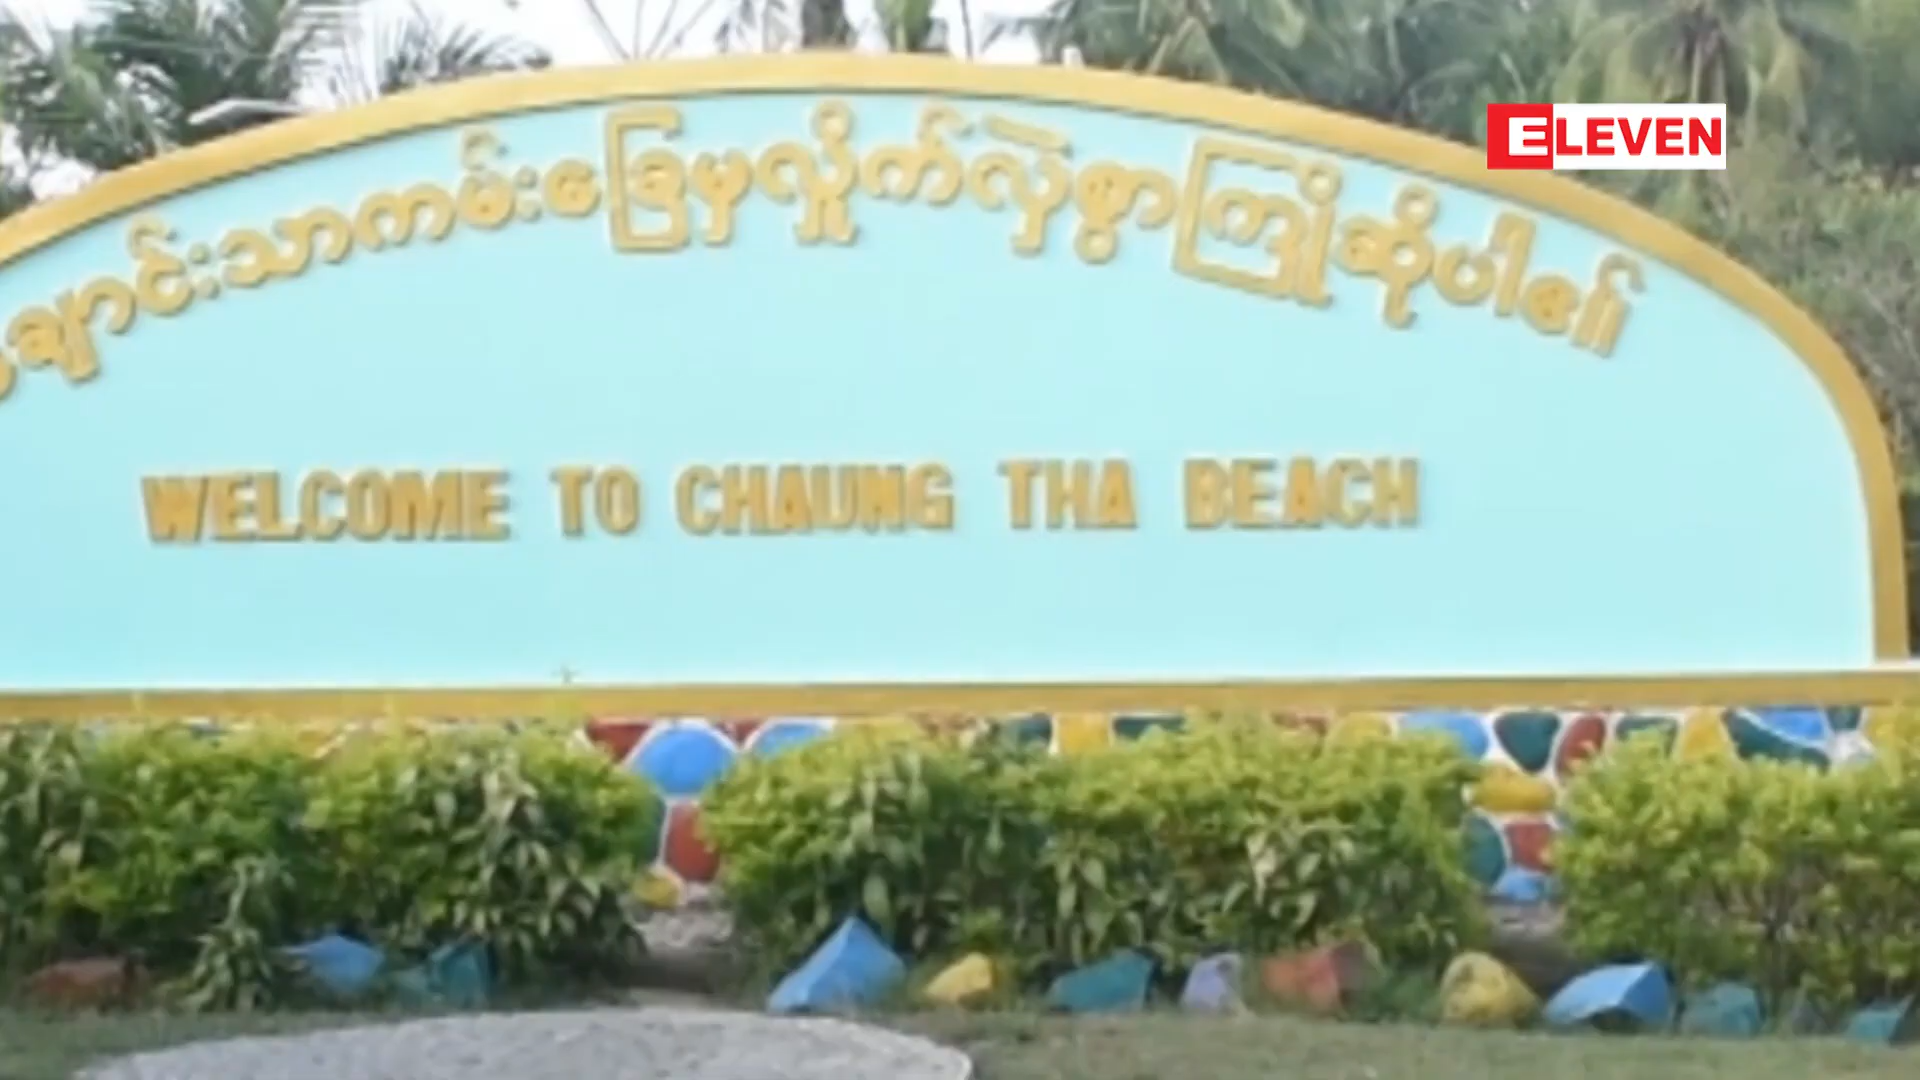 ချောင်းသာကမ်းခြေမှလှိုက်လှဲစွာကြိုဆိုပါ၏
WELCOME TO CHAUNG THA BEACH
ELEVEN